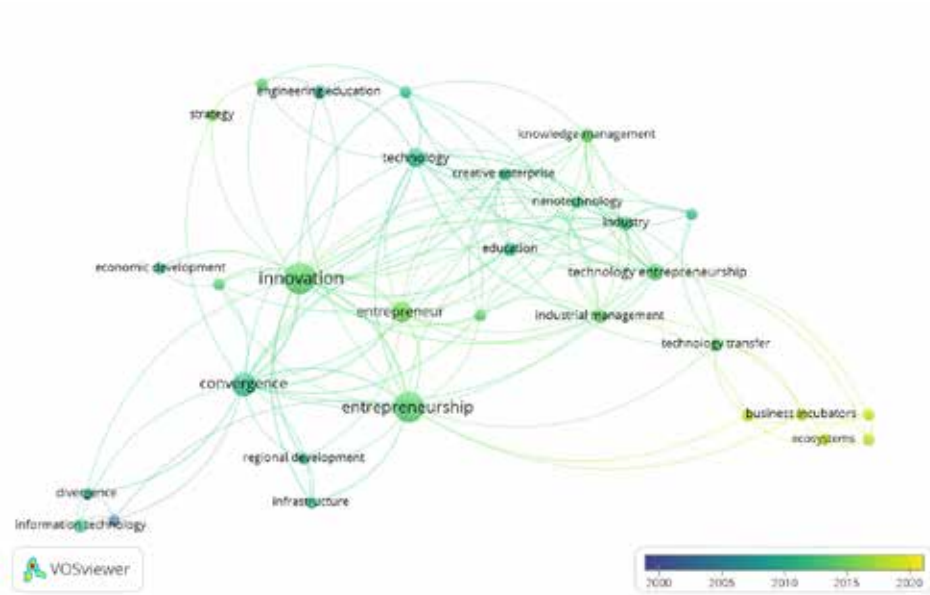 engineering education
strategy
knowledge management
technology
creative enterprise
nanotechnology
industry
education
economic development
innovation
technology entrepreneurship
entrepreneur
industrial management
technology transfer
convergence
entrepreneurship
business incubators
ecosystems
regional development
divergence
infrastructure
information technology
VOSviewer
2000 2005 2010 2015 2020